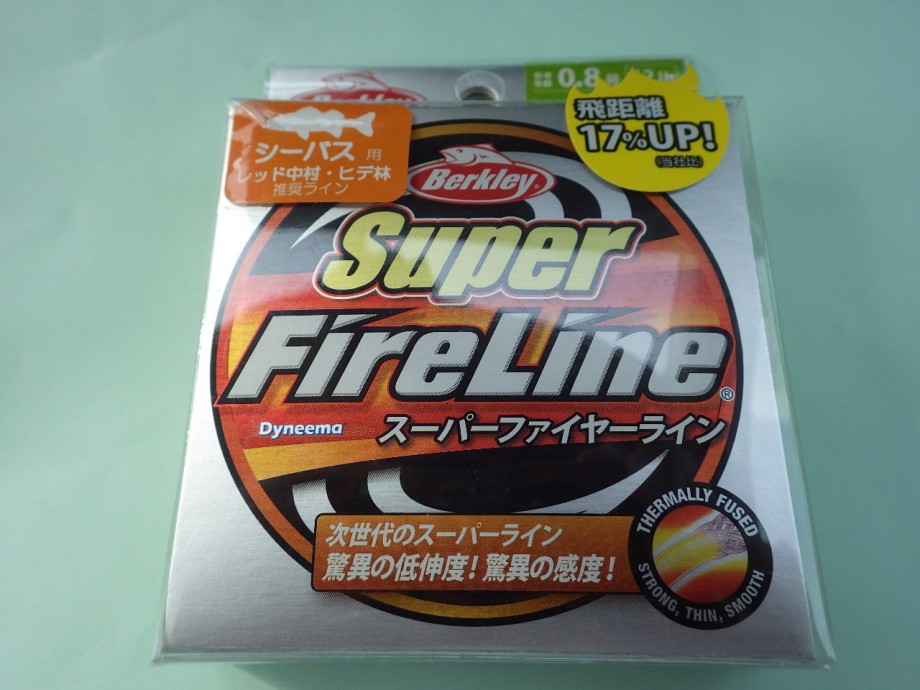 Berkley
0.8
シーバス用
レッド中村・ヒデ林
推奨ライン
飛距離
17%UP!
(当社比)
Berkley
Super
FireLine®
Dyneema
スーパーファイヤーライン
次世代のスーパーライン
驚異の低伸度!驚異の感度!
THERMALLY FUSED
STRONG, THIN, SMOOTH